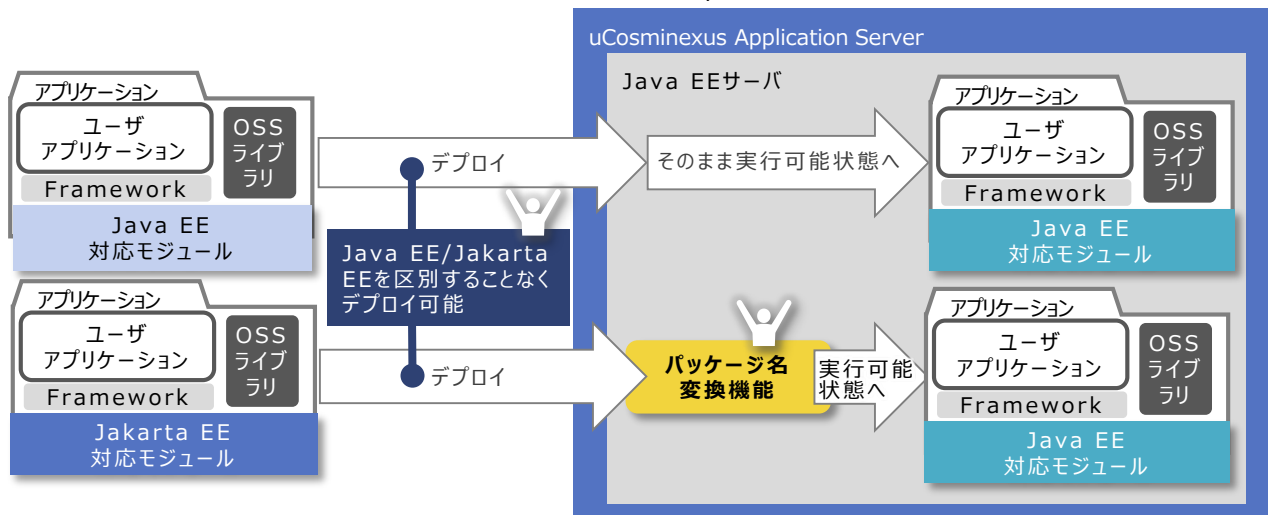 uCosminexus Application Server
Java EEサーバ
アプリケーション
ユーザ
アプリケーション
Framework
OSS
ライブ
ラリ
Java EE
対応モジュール
デプロイ
そのまま実行可能状態へ
アプリケーション
ユーザ
アプリケーション
Framework
OSS
ライブ
ラリ
Java EE
対応モジュール
Java EE/Jakarta
EEを区別することなく
デプロイ可能
アプリケーション
ユーザ
アプリケーション
Framework
OSS
ライブ
ラリ
Jakarta EE
対応モジュール
デプロイ
パッケージ名
変換機能
実行可能
状態へ
アプリケーション
ユーザ
アプリケーション
Framework
OSS
ライブ
ラリ
Java EE
対応モジュール